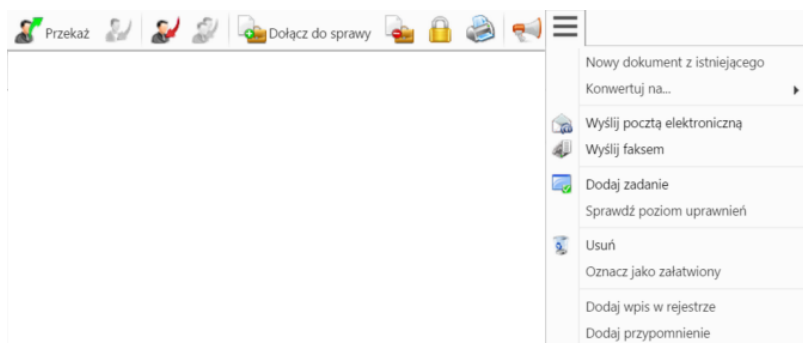 Przekaż Dołącz do sprawy
Nowy dokument z istniejącego
Konwertuj na...
Wyślij pocztą elektroniczną
Wyślij faksem
Dodaj zadanie
Sprawdź poziom uprawnień
Usuń
Oznacz jako załatwiony
Dodaj wpis w rejestrze
Dodaj przypomnienie